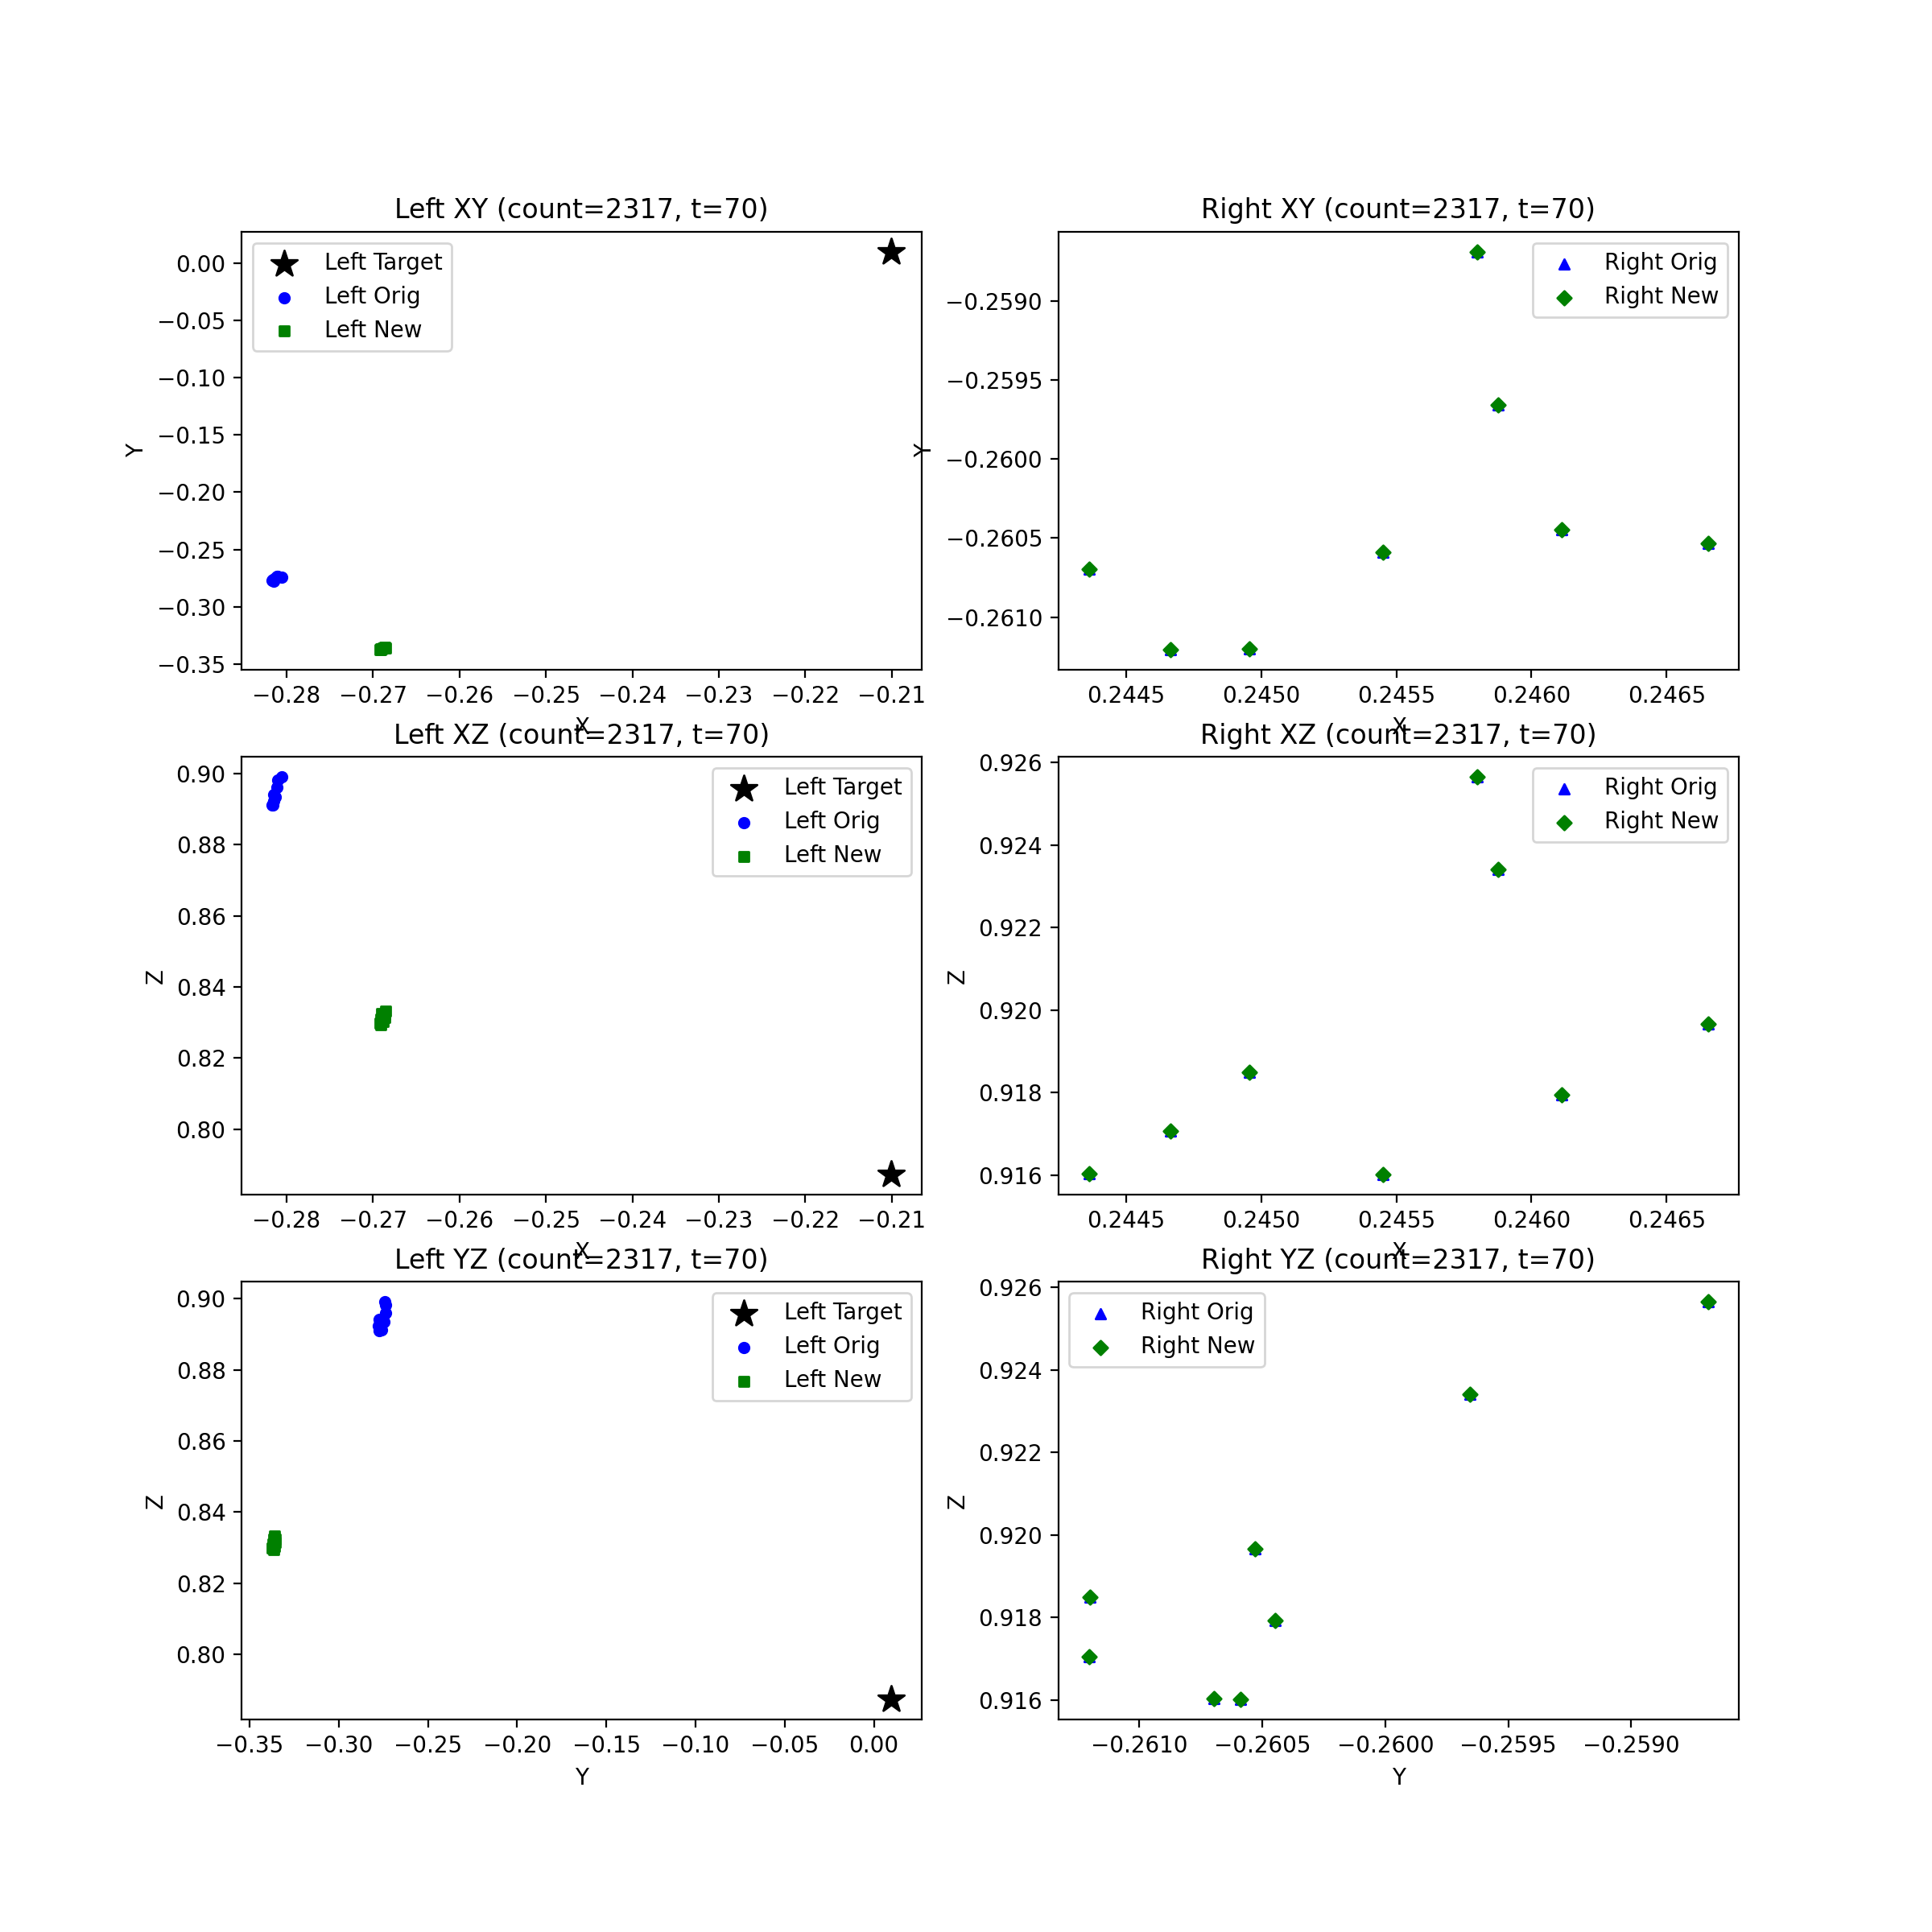 Left XY (count=2317, t=70)
Left Target
Left Orig
Left New
0.00
−0.05
−0.10
−0.15
−0.20
−0.25
−0.30
−0.35
Y
−0.28
−0.27
−0.26
−0.25
−0.24
−0.23
−0.22
−0.21
X
Right XY (count=2317, t=70)
Right Orig
Right New
−0.2590
−0.2595
−0.2600
−0.2605
−0.2610
Y
0.2445
0.2450
0.2455
0.2460
0.2465
X
Left XZ (count=2317, t=70)
Left Target
Left Orig
Left New
0.90
0.88
0.86
0.84
0.82
0.80
Z
−0.28
−0.27
−0.26
−0.25
−0.24
−0.23
−0.22
−0.21
X
Right XZ (count=2317, t=70)
Right Orig
Right New
0.926
0.924
0.922
0.920
0.918
0.916
Z
0.2445
0.2450
0.2455
0.2460
0.2465
X
Left YZ (count=2317, t=70)
Left Target
Left Orig
Left New
0.90
0.88
0.86
0.84
0.82
0.80
Z
−0.35
−0.30
−0.25
−0.20
−0.15
−0.10
−0.05
0.00
Y
Right YZ (count=2317, t=70)
Right Orig
Right New
0.926
0.924
0.922
0.920
0.918
0.916
Z
−0.2610
−0.2605
−0.2600
−0.2595
−0.2590
Y